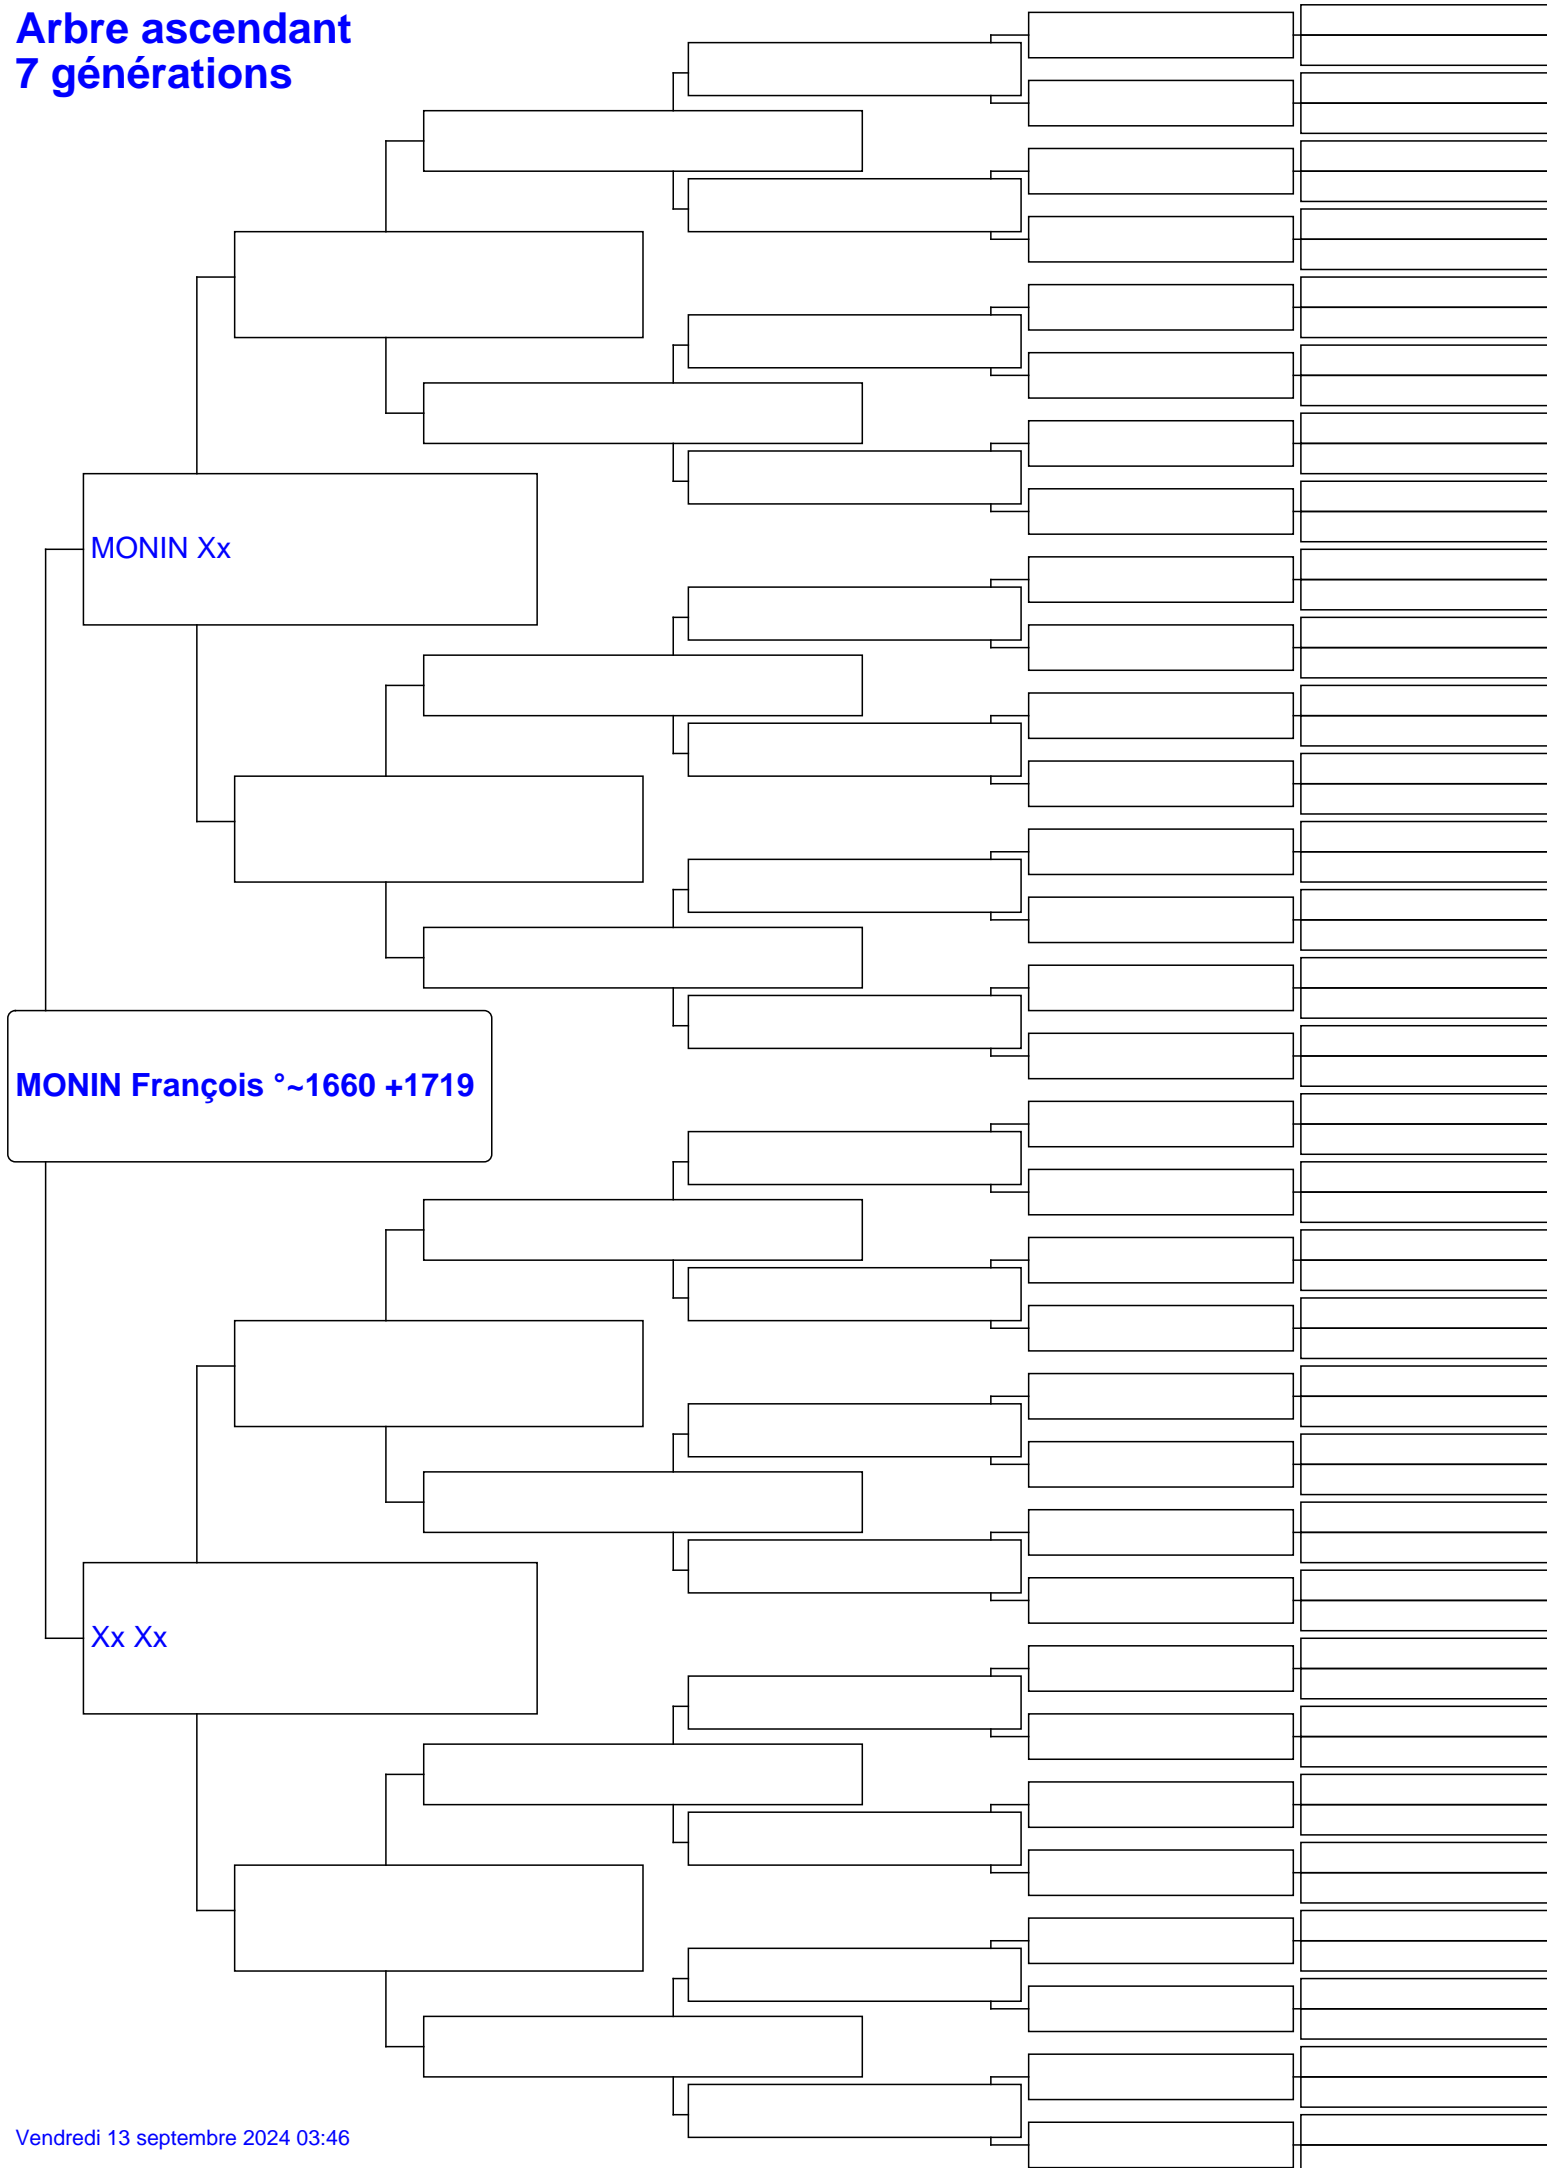 Arbre ascendant
7 générations
MONIN Xx
MONIN François °~1660 +1719
Xx Xx
Vendredi 13 septembre 2024 03:46